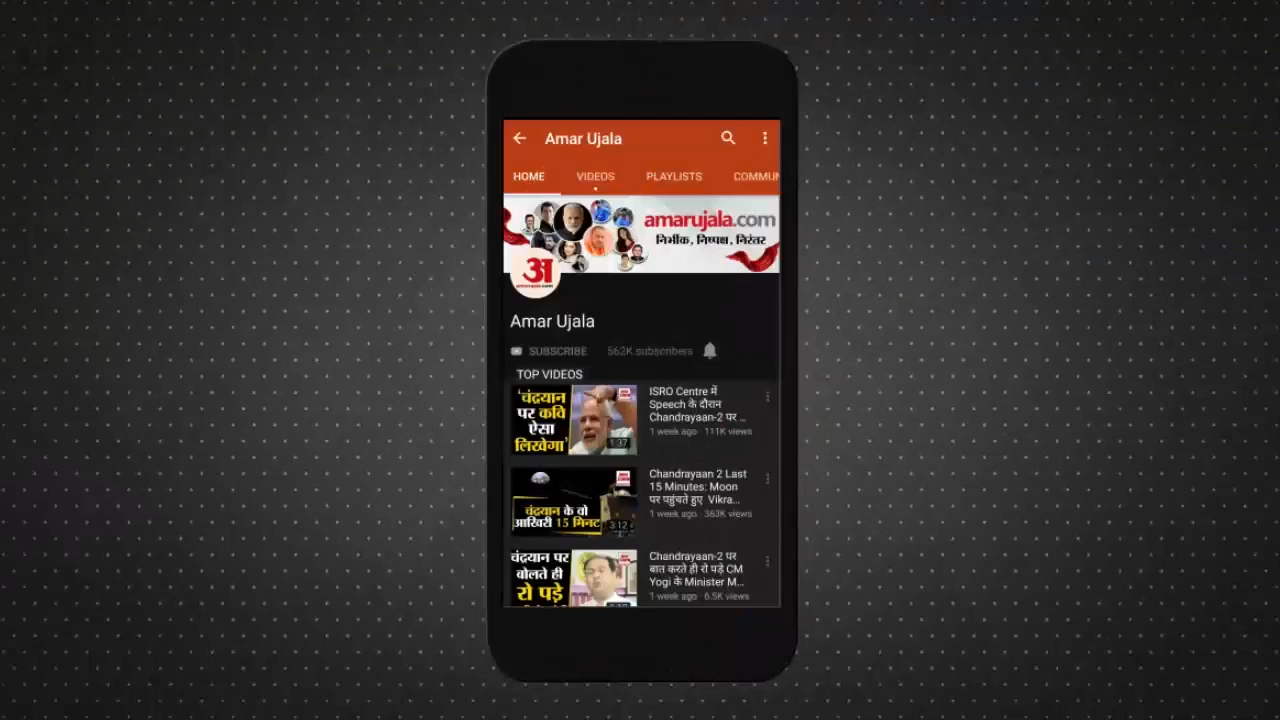 Amar Ujala
HOME VIDEOS PLAYLISTS COMMUN
amarujala.com
निर्भीक, निष्पक्ष, निरंतर
अ
amarujala.com
Amar Ujala
SUBSCRIBE 562K subscribers
TOP VIDEOS
'चंद्रयान
पर कवि
ऐसा
लिखेगा'
1:37
ISRO Centre में
Speech के दौरान
Chandrayaan-2 पर ...
1 week ago · 111K views
चंद्रयान के वो
आखिरी 15 मिनट
3:12
Chandrayaan 2 Last
15 Minutes: Moon
पर पहुंचते हुए Vikra...
1 week ago · 363K views
चंद्रयान पर
बोलते ही
रो पड़े
Chandrayaan-2 पर
बात करते ही रो पड़े CM
Yogi के Minister M...
1 week ago · 6.5K views